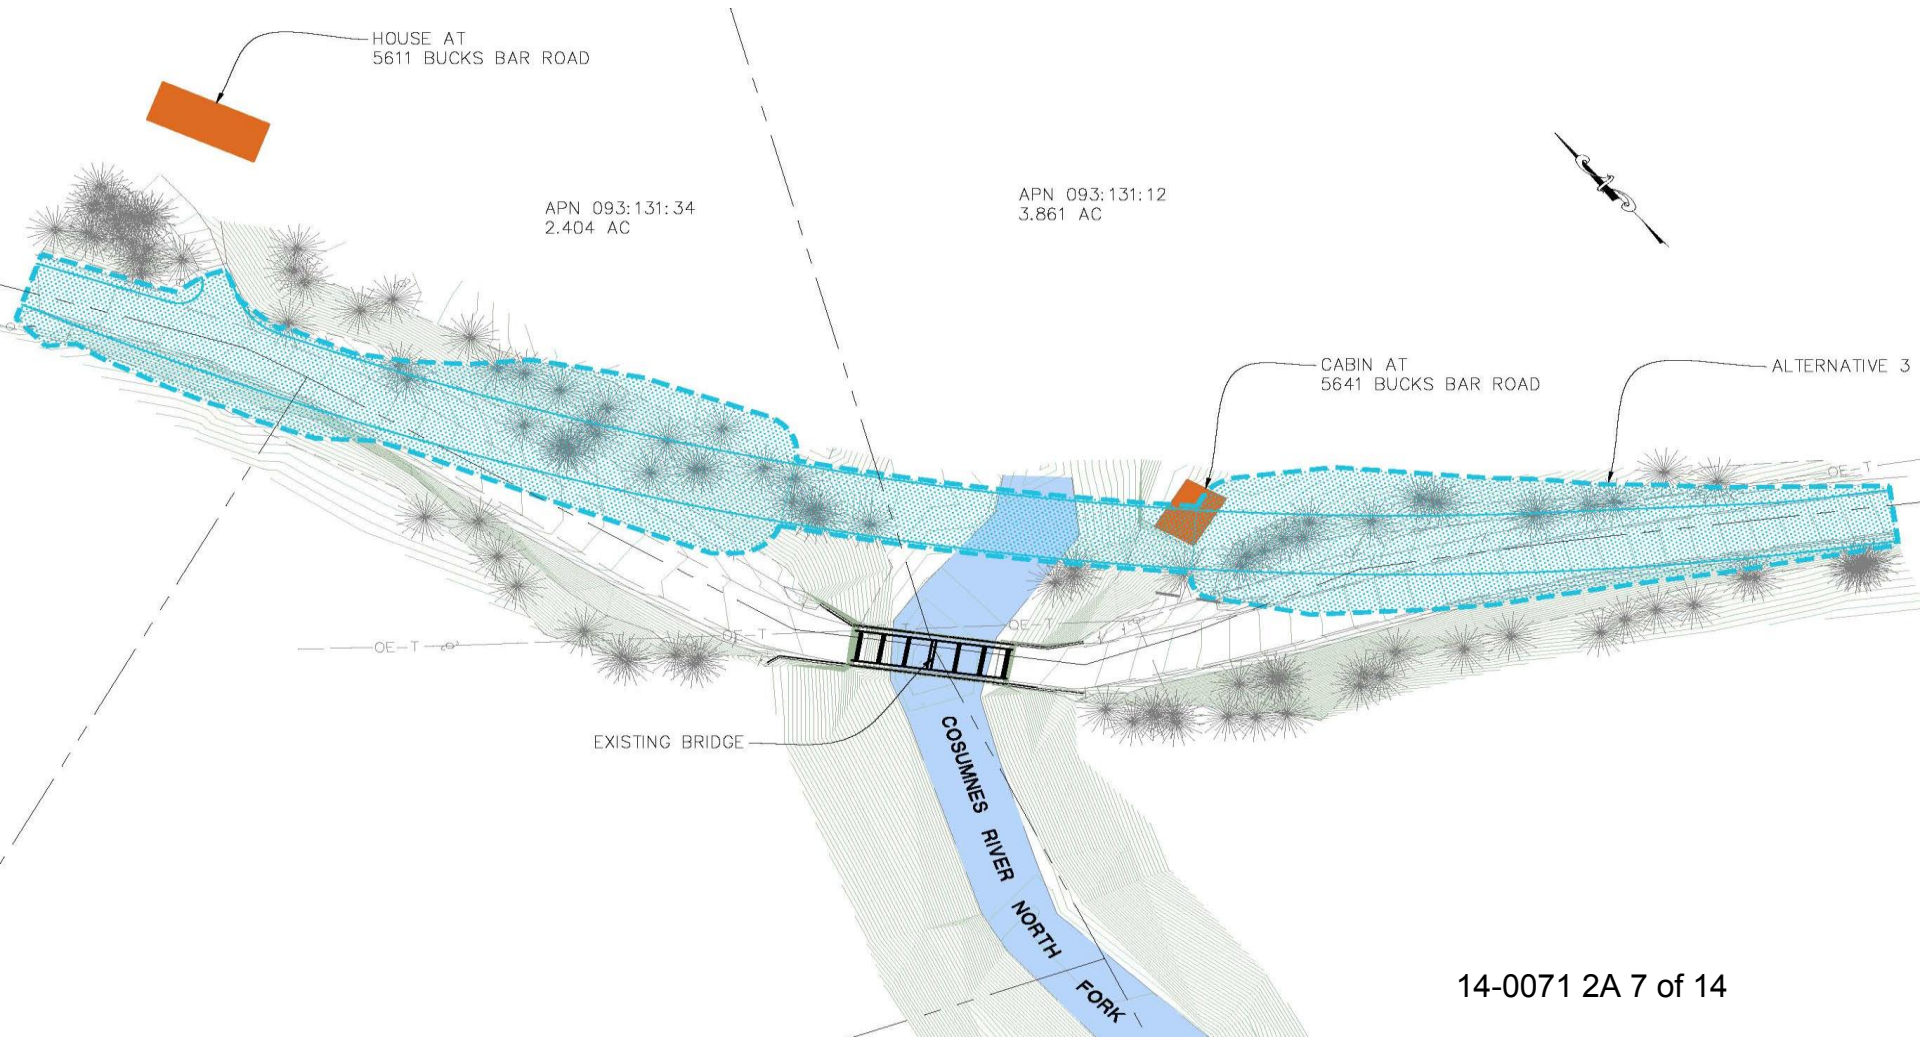 HOUSE AT
5611 BUCKS BAR ROAD
APN 093:131:34
2.404 AC
APN 093:131:12
3.861 AC
CABIN AT
5641 BUCKS BAR ROAD
ALTERNATIVE 3
OE-T
OE-T
OE-T
OE-T
EXISTING BRIDGE
COSUMNES RIVER NORTH FORK
14-0071 2A 7 of 14